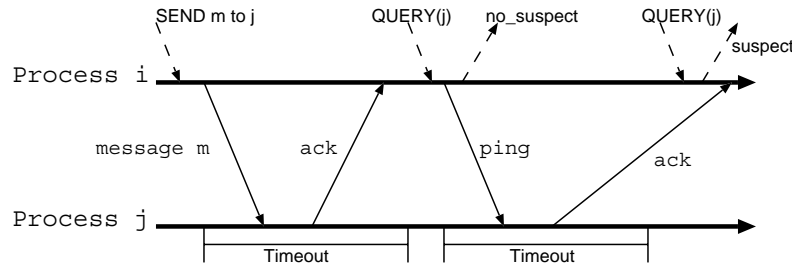 SEND m to j
QUERY(j)
no_suspect
QUERY(j)
suspect
Process i
message m
ack
ping
ack
Process j
Timeout
Timeout